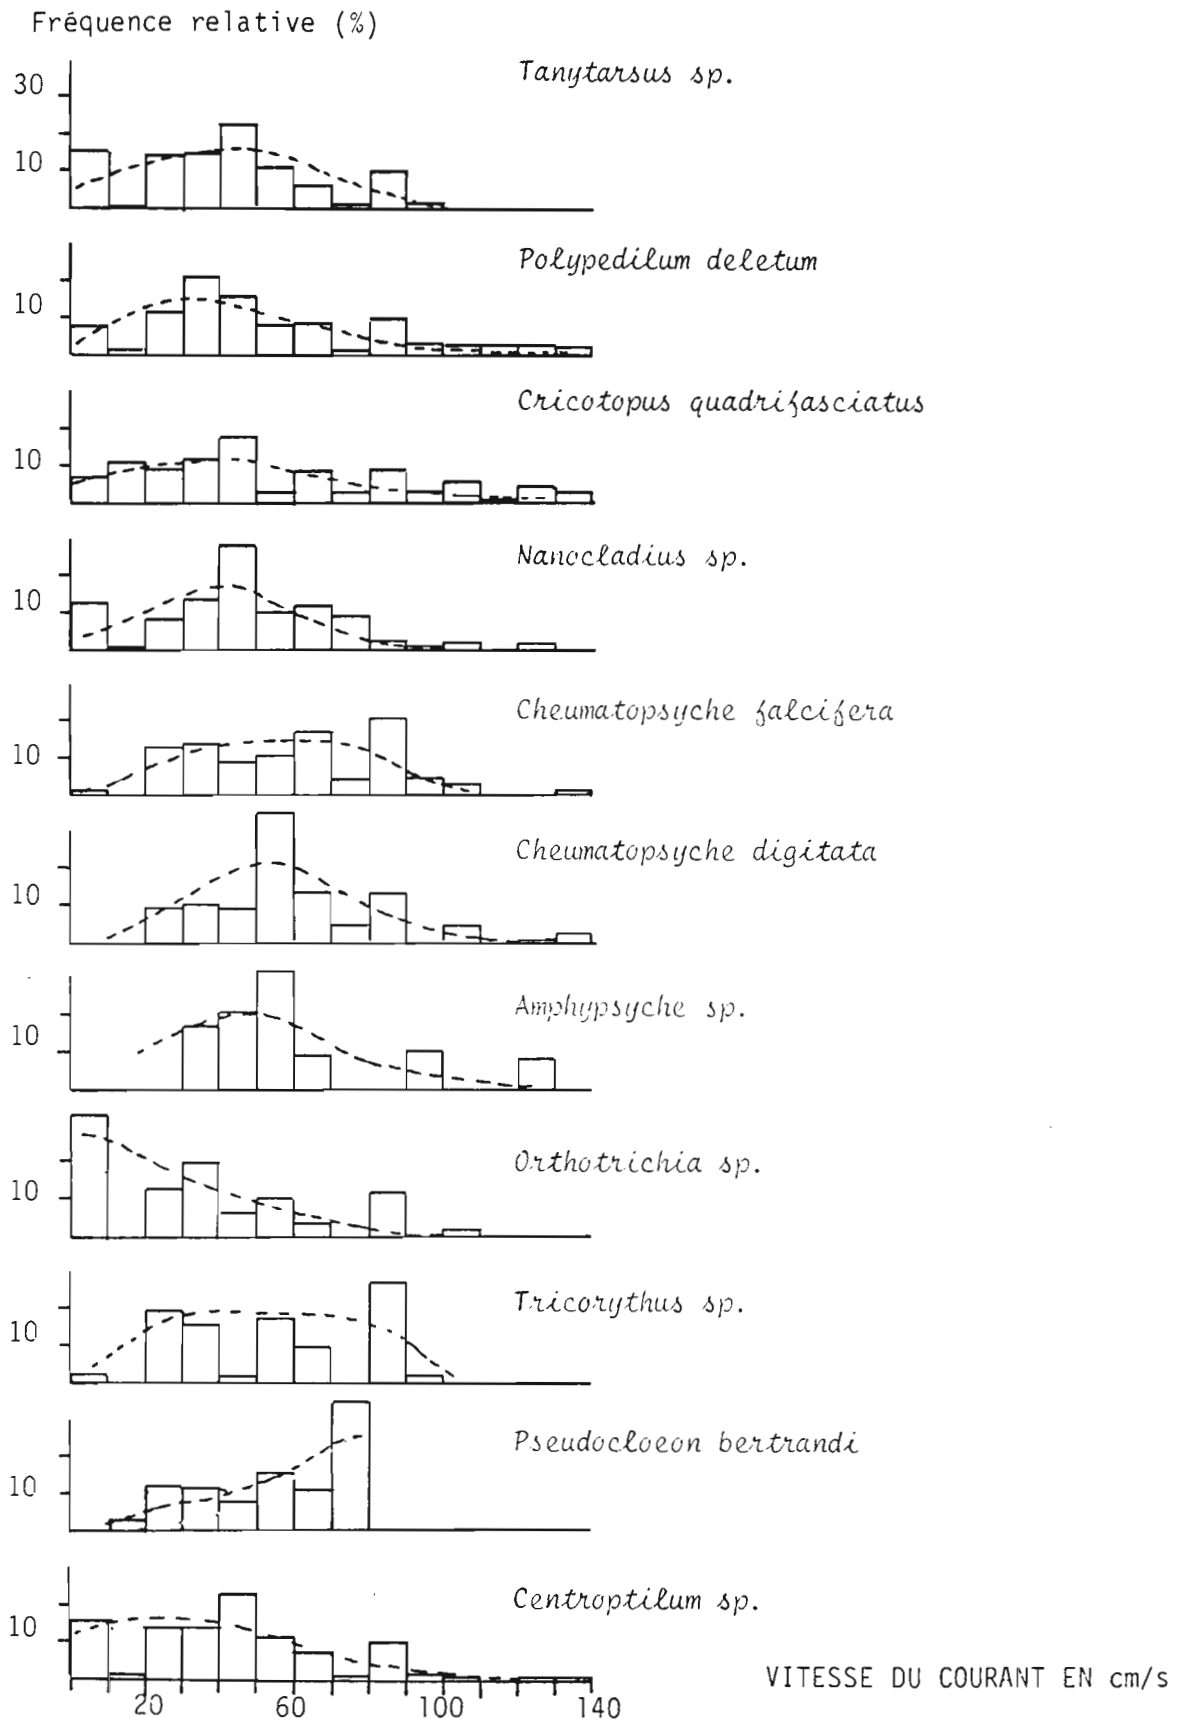 Fréquence relative (%)
Tanytarsus sp.
30
10
Polypedilum deletum
10
Cricotopus quadrifasciatus
10
Nanocladius sp.
10
Cheumatopsyche falcifera
10
Cheumatopsyche digitata
10
Amphypsyche sp.
10
Orthotrichia sp.
10
Tricorythus sp.
10
Pseudocloeon bertrandi
10
Centroptilum sp.
10
VITESSE DU COURANT EN cm/s
20 60 100 140